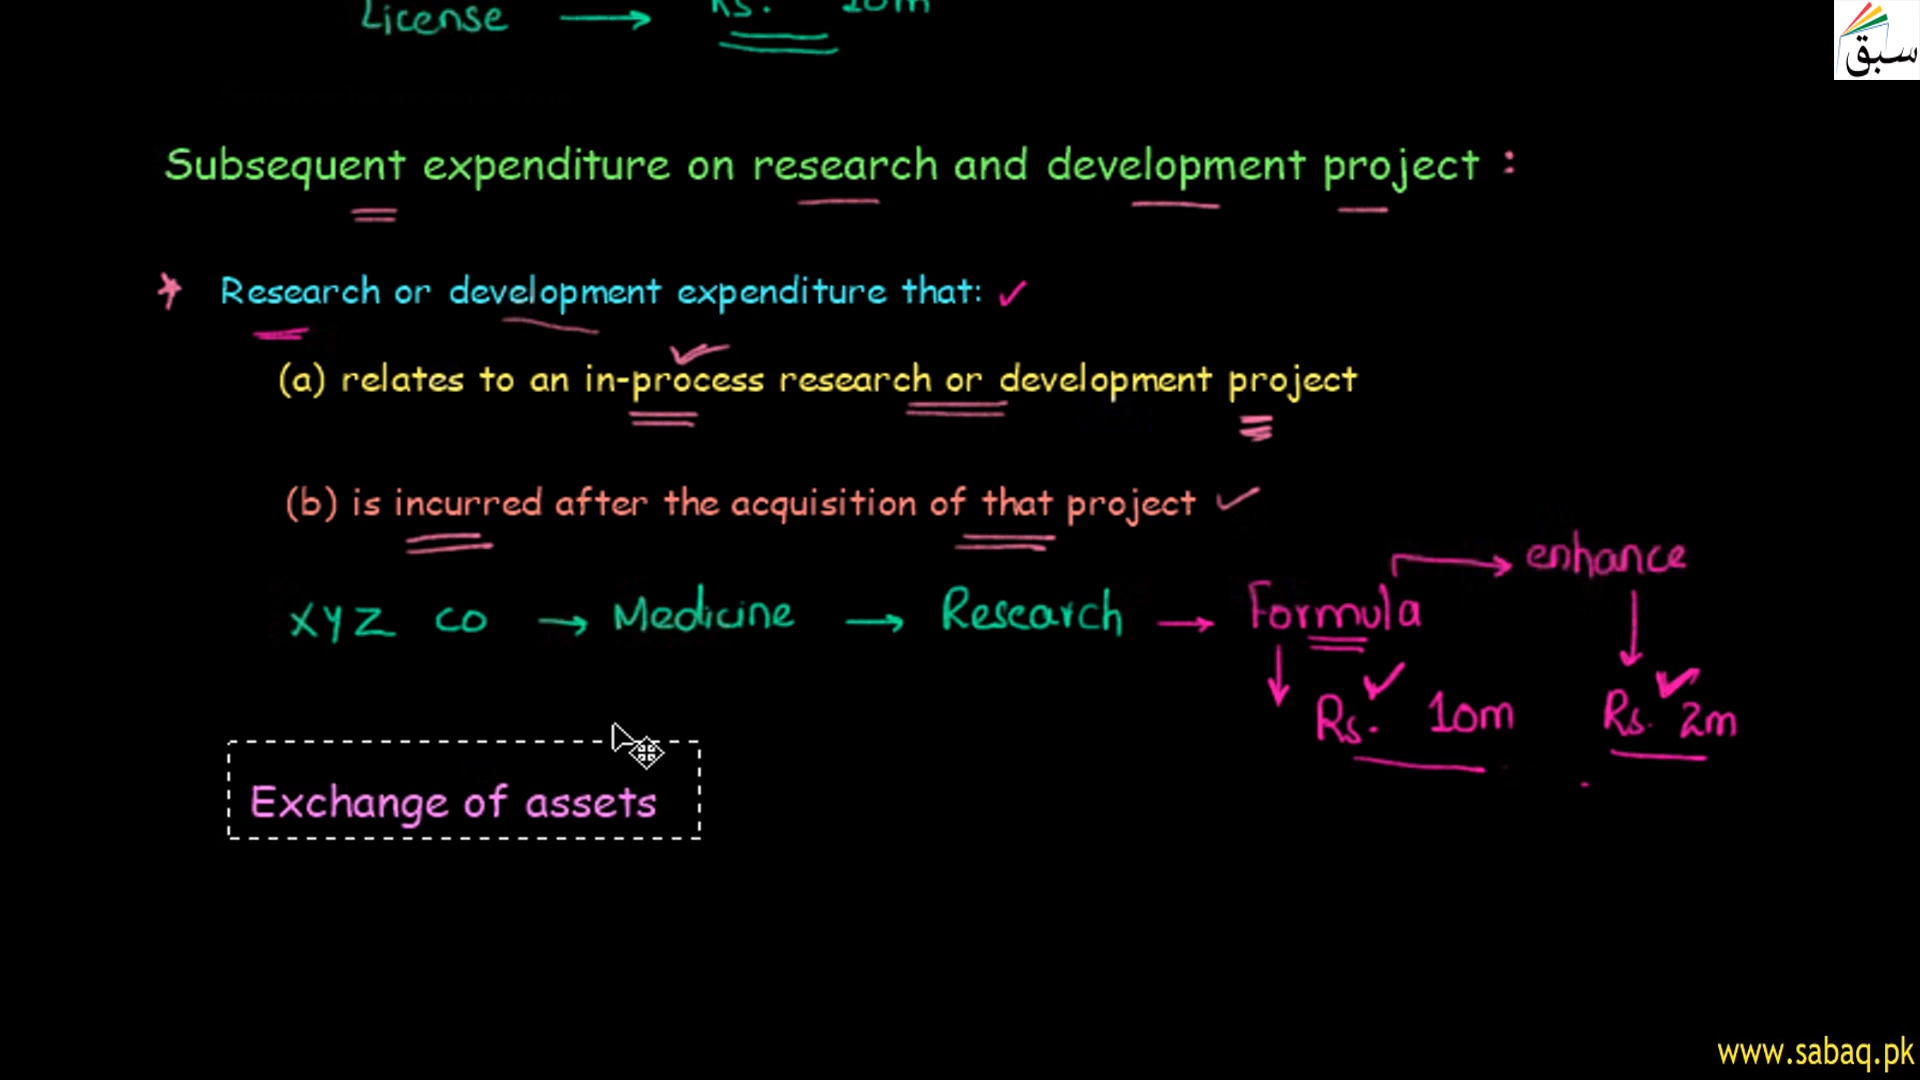 License → Rs. 10m
سبق
Subsequent expenditure on research and development project :
Research or development expenditure that:
(a) relates to an in-process research or development project
(b) is incurred after the acquisition of that project
enhance
XYZ CO → Medicine → Research → Formula
Rs. 10m Rs. 2m
Exchange of assets
www.sabaq.pk